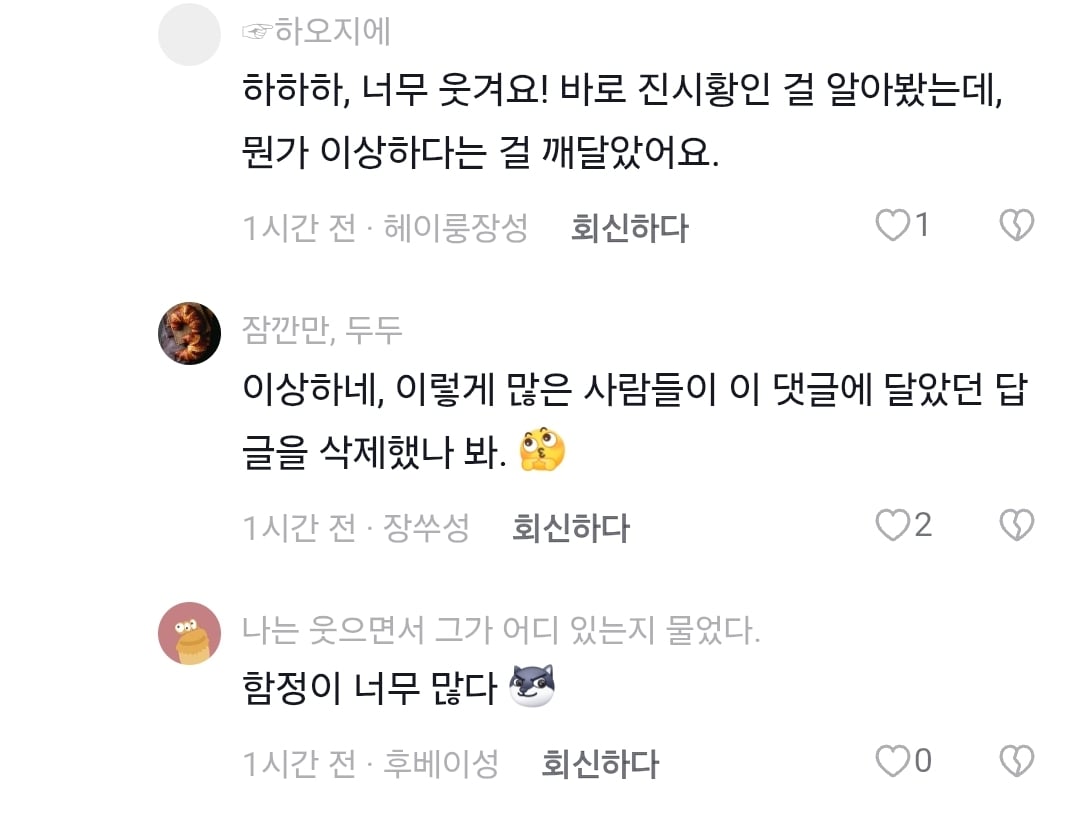 ☞하오지에
하하하, 너무 웃겨요! 바로 진시황인 걸 알아봤는데,
뭔가 이상하다는 걸 깨달았어요.
1시간 전 · 헤이룽장성 회신하다 1
잠깐만, 두두
이상하네, 이렇게 많은 사람들이 이 댓글에 달았던 답
글을 삭제했나 봐. 🤔
1시간 전 · 장쑤성 회신하다 2
나는 웃으면서 그가 어디 있는지 물었다.
함정이 너무 많다
1시간 전 · 후베이성 회신하다 0